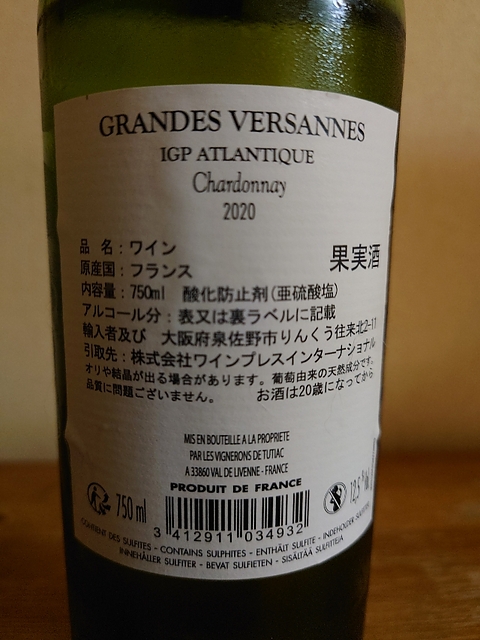 GRANDES VERSANNES
IGP ATLANTIQUE
Chardonnay
2020
品 名：ワイン
果実酒
原産国：フランス
内容量：750ml 酸化防止剤(亜硫酸塩)
アルコール分：表又は裏ラベルに記載
輸入者及び 大阪府泉佐野市りんくう往来北2-11
引取先：株式会社ワインプレスインターナショナル
オリや結晶が出る場合があります。葡萄由来の天然成分です。
品質に問題ございません。 お酒は20歳になってから
MIS EN BOUTEILLE A LA PROPRIETE
PAR LES VIGNERONS DE TUTIAC
A 33860 VAL DE LIVENNE - FRANCE
PRODUIT DE FRANCE
750 ml
12,5 % vol.
3 412911 034932
CONTIENT DES SULFITES - CONTAINS SULPHITES - ENTHÄLT SULFITE - INDEHOLDER SULFITTER
INNEHÅLLER SULFITER - BEVAT SULFIETEN - SISÄLTÄÄ SULFIITTEJA